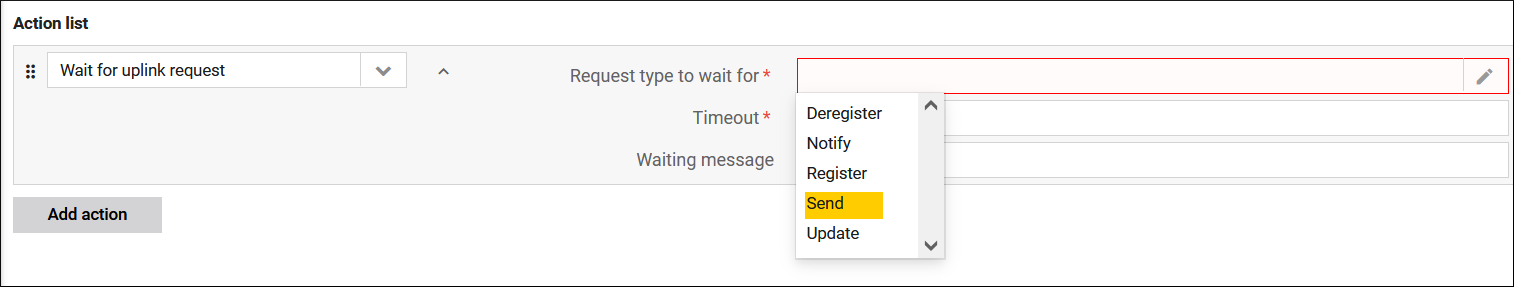 Action list
Wait for uplink request
Request type to wait for *
Deregister
Timeout *
Notify
Waiting message
Register
Send
Update
Add action